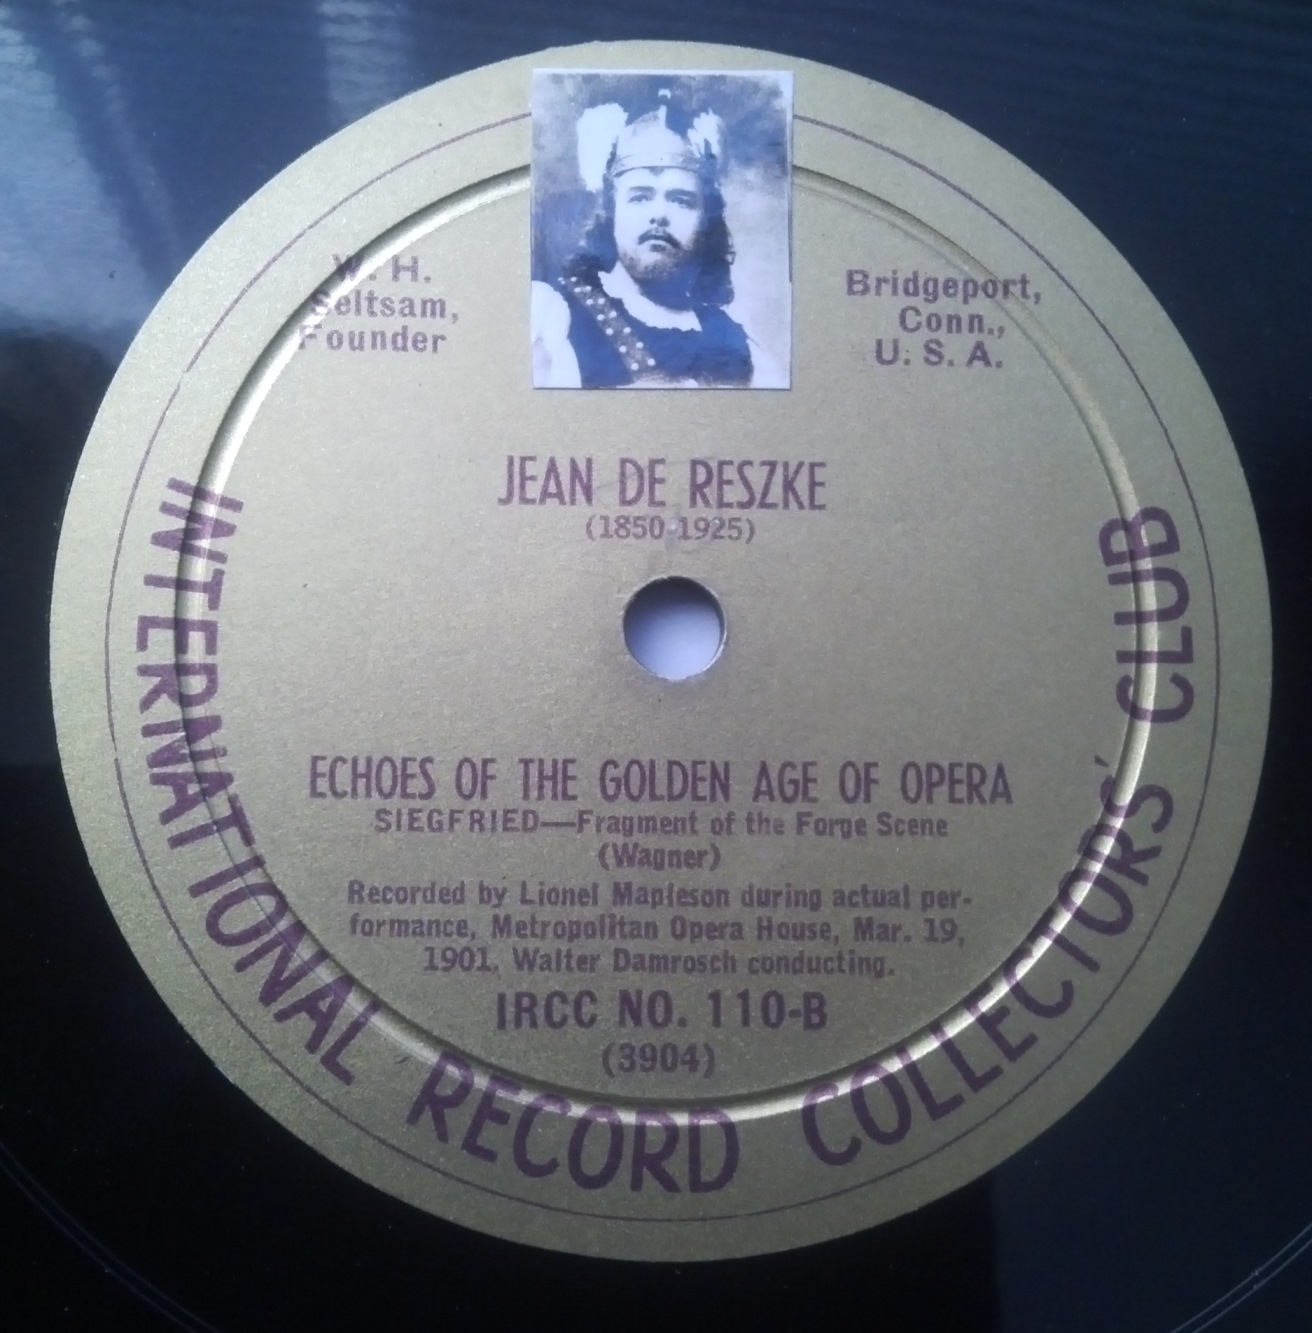 W. H.
Seltsam,
Founder
Bridgeport,
Conn.,
U. S. A.
JEAN DE RESZKE
(1850-1925)
ECHOES OF THE GOLDEN AGE OF OPERA
SIEGFRIED—Fragment of the Forge Scene
(Wagner)
Recorded by Lionel Mapleson during actual per-
formance, Metropolitan Opera House, Mar. 19,
1901, Walter Damrosch conducting.
IRCC NO. 110-B
(3904)
INTERNATIONAL RECORD COLLECTORS' CLUB